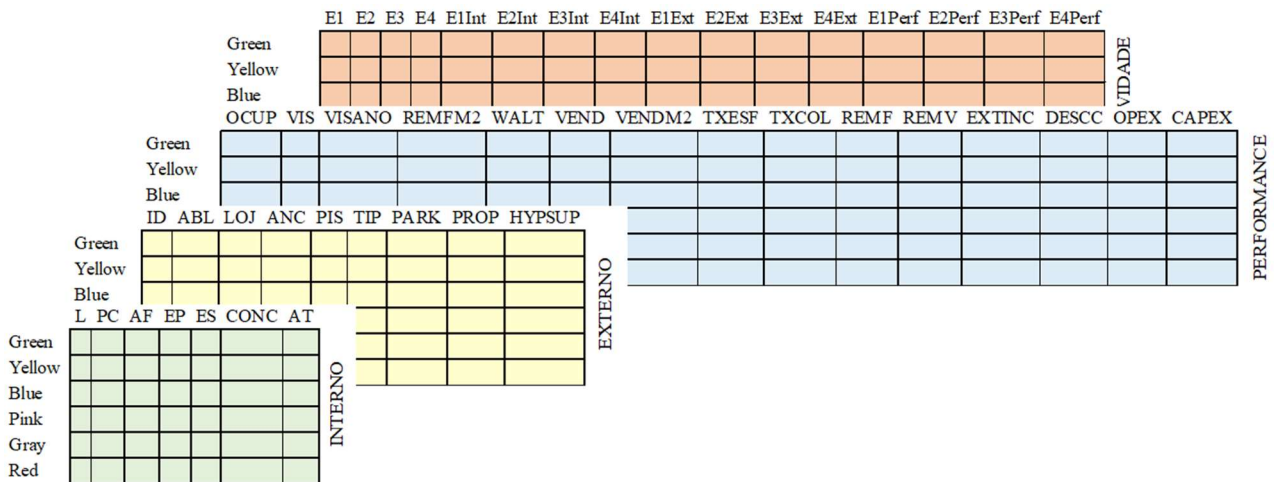 E1 E2 E3 E4 E1Int E2Int E3Int E4Int E1Ext E2Ext E3Ext E4Ext E1Perf E2Perf E3Perf E4Perf
Green
Yellow
Blue
VIDADE
OCUP VIS VISANO REMFM2 WALT VEND VENDM2 TXESF TXCOL REMF REMV EXTINC DESCC OPEX CAPEX
Green
Yellow
Blue
PERFORMANCE
ID ABL LOJ ANC PIS TIP PARK PROP HYPSUP
Green
Yellow
Blue
EXTERNO
L PC AF EP ES CONC AT
Green
Yellow
Blue
Pink
Gray
Red
INTERNO